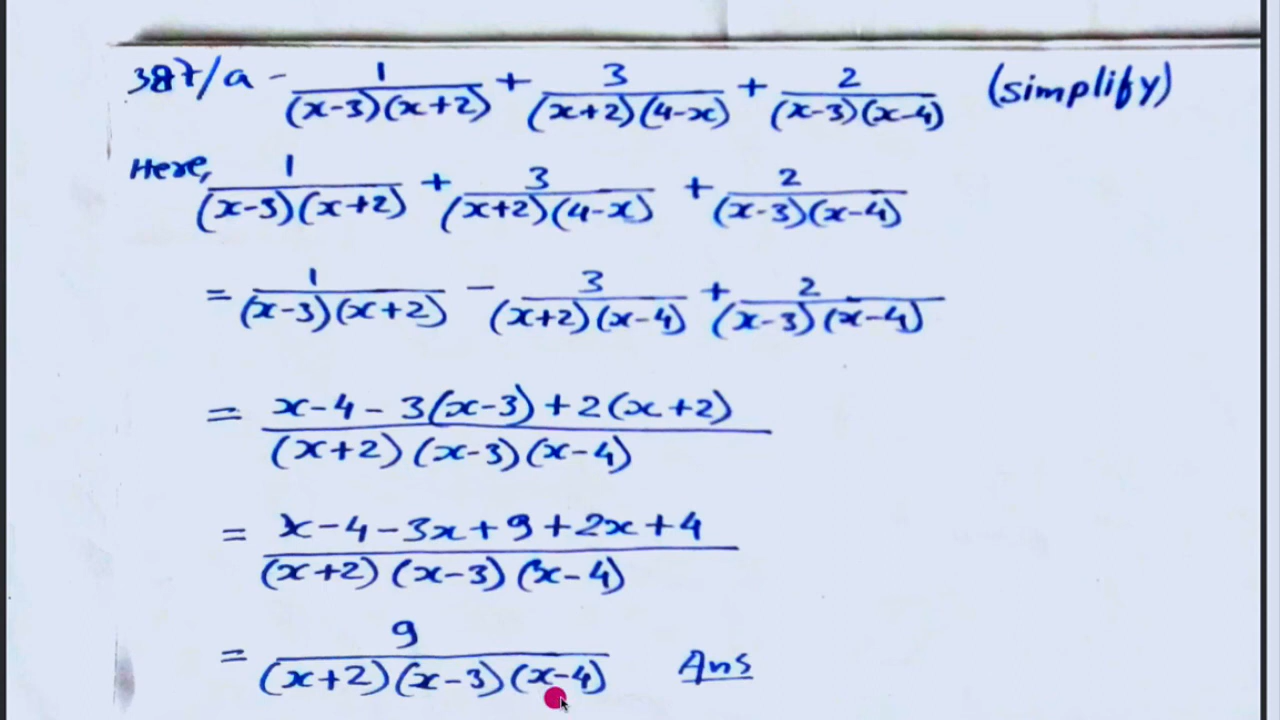 387/a - 1/((x-3)(x+2)) + 3/((x+2)(4-x)) + 2/((x-3)(x-4)) (simplify)
Here, 1/((x-3)(x+2)) + 3/((x+2)(4-x)) + 2/((x-3)(x-4))
= 1/((x-3)(x+2)) - 3/((x+2)(x-4)) + 2/((x-3)(x-4))
= (x-4-3(x-3)+2(x+2))/((x+2)(x-3)(x-4))
= (x-4-3x+9+2x+4)/((x+2)(x-3)(x-4))
= 9/((x+2)(x-3)(x-4)) Ans